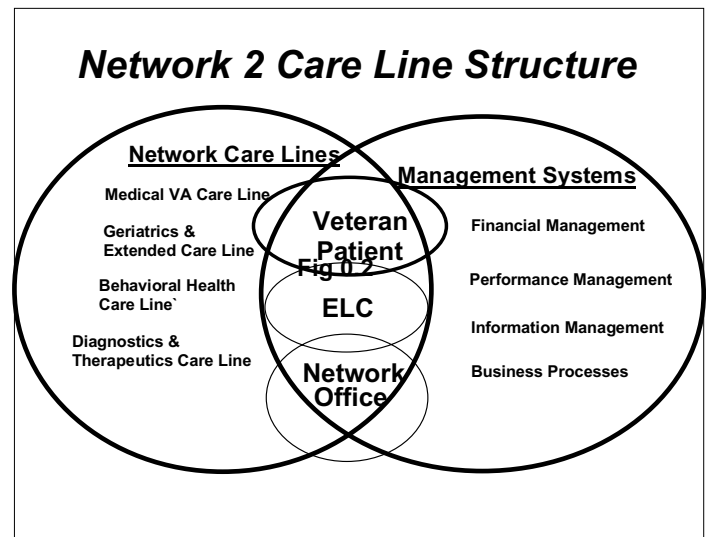 Network 2 Care Line Structure
Network Care Lines
Medical VA Care Line
Geriatrics &
Extended Care Line
Behavioral Health
Care Line`
Diagnostics &
Therapeutics Care Line
Veteran
Patient
Fig 0.2
ELC
Network
Office
Management Systems
Financial Management
Performance Management
Information Management
Business Processes